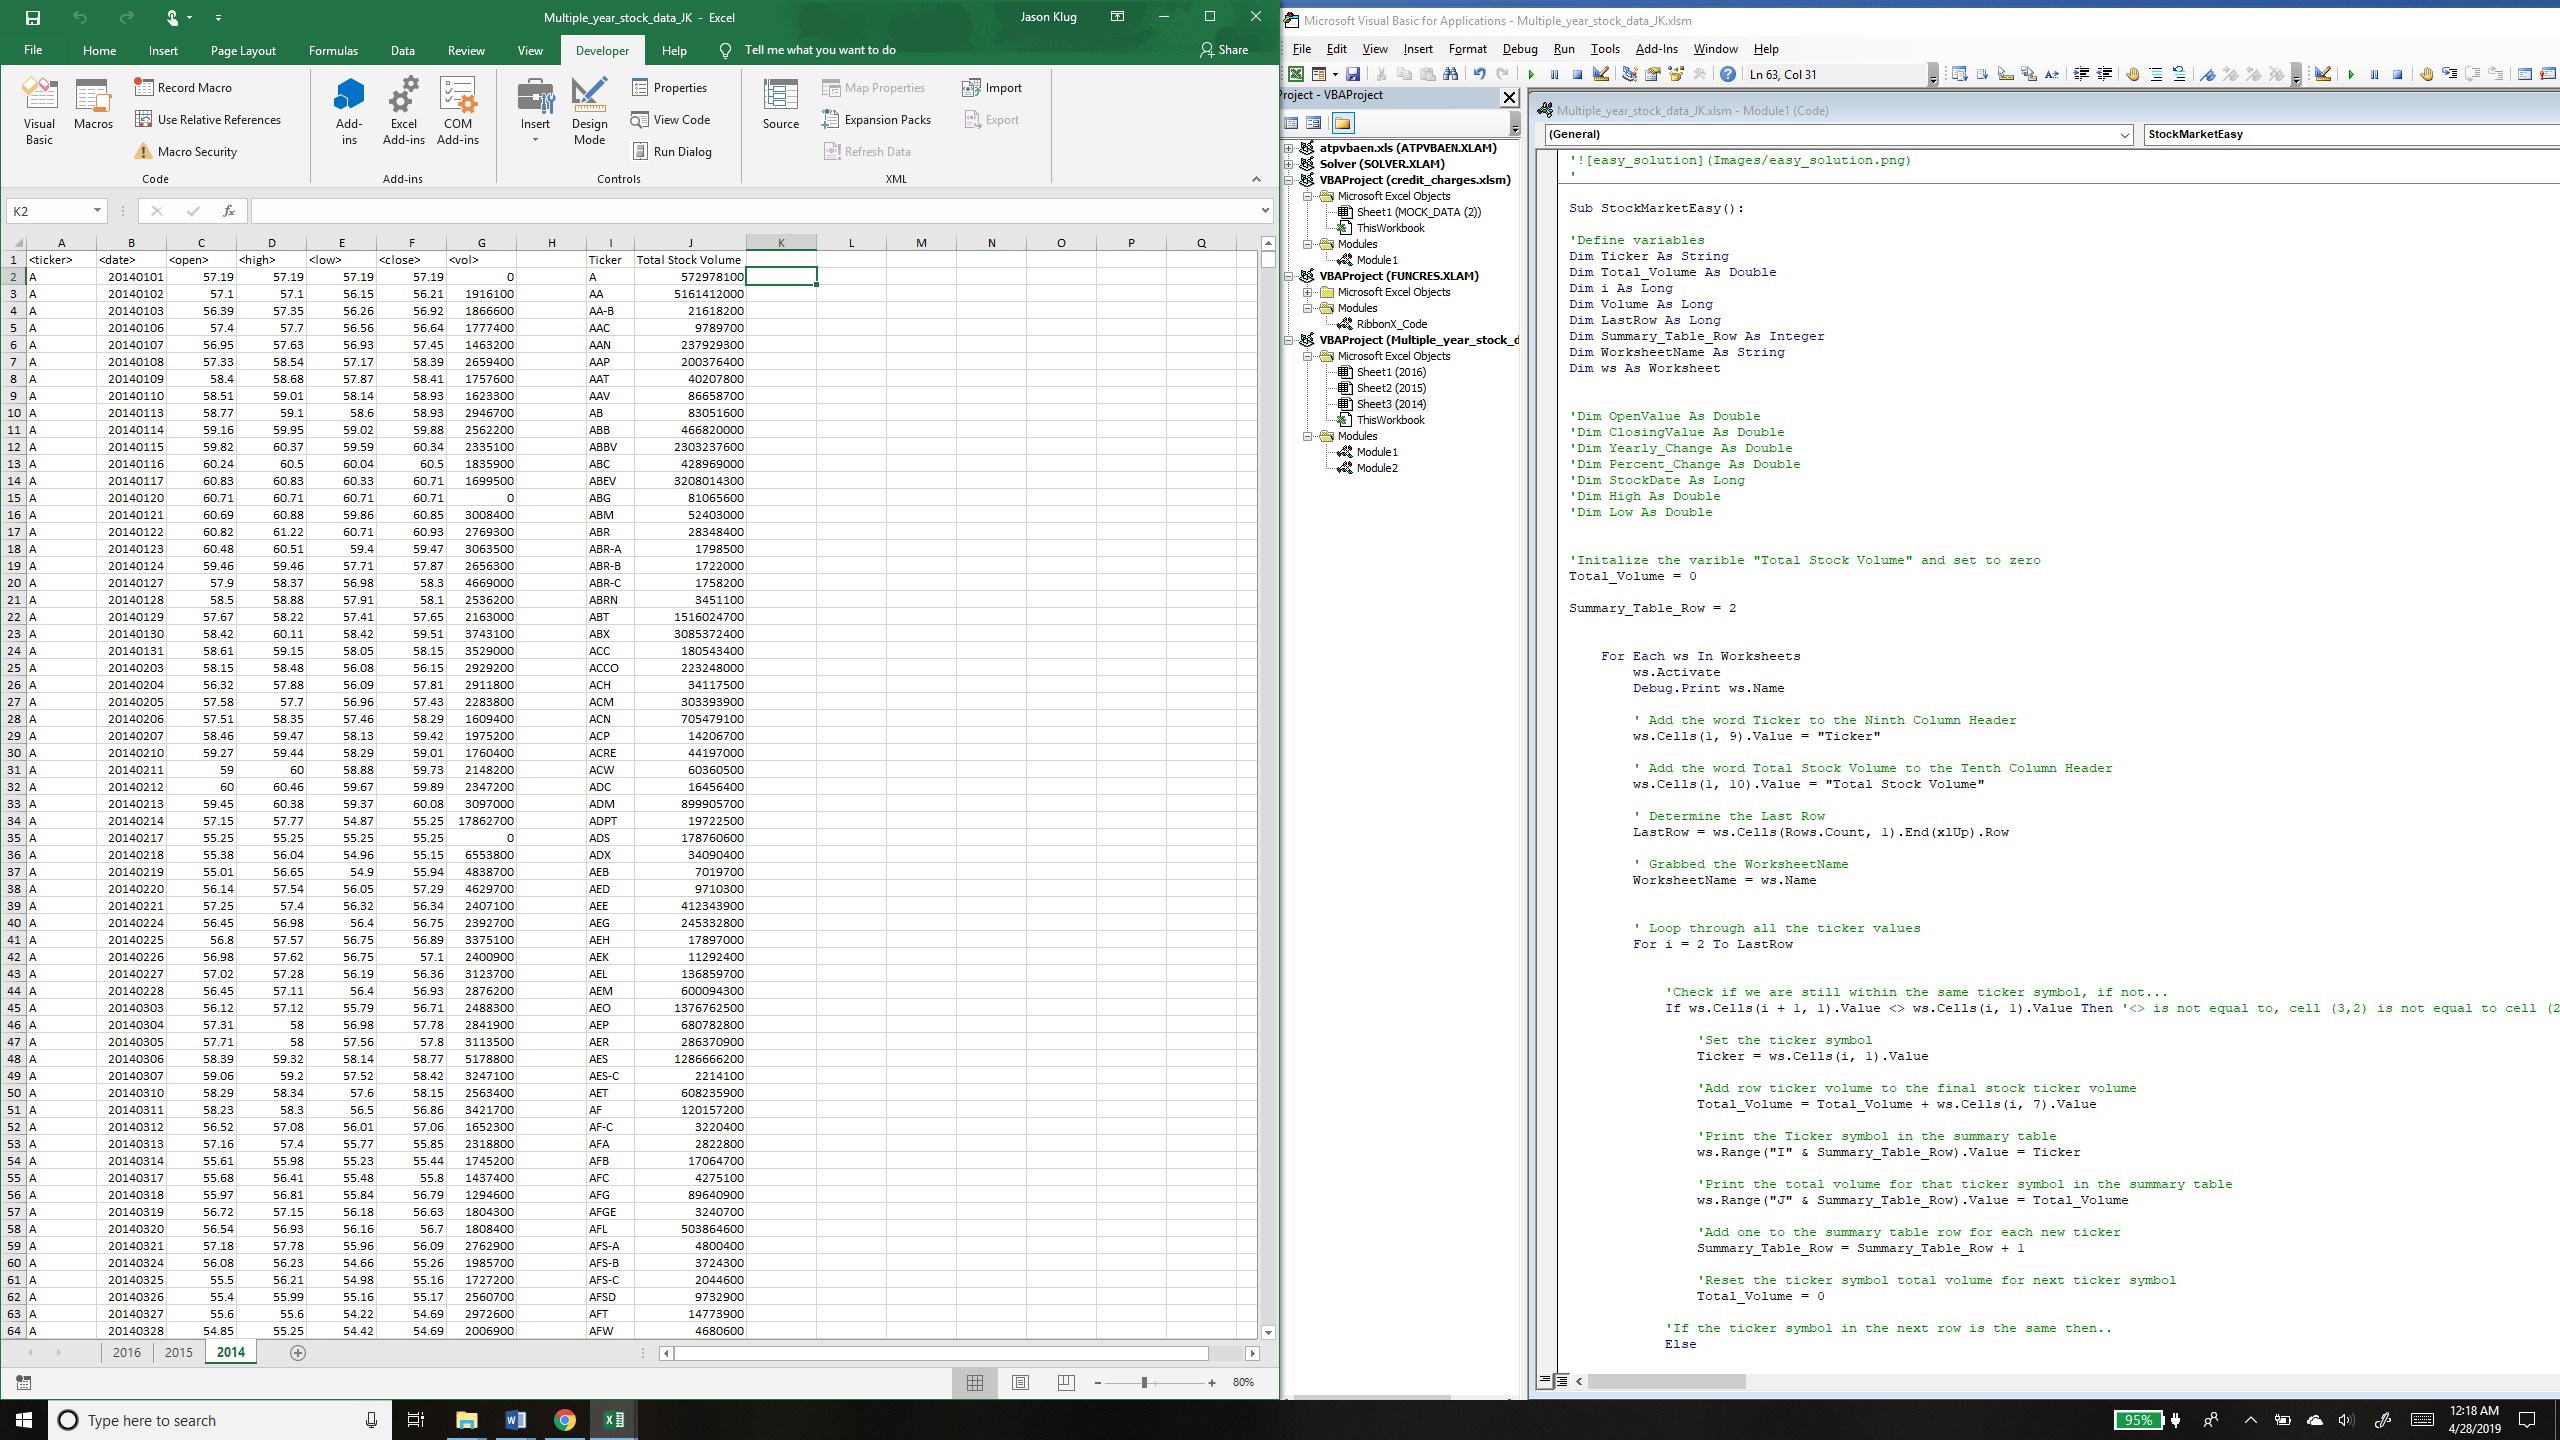 Multiple_year_stock_data_JK - Excel
Jason Klug
File Home Insert Page Layout Formulas Data Review View Developer Help Tell me what you want to do Share
Visual Basic
Macros
Record Macro
Use Relative References
Macro Security
Code
Add-ins
Excel Add-ins
COM Add-ins
Add-ins
Insert
Design Mode
Properties
View Code
Run Dialog
Controls
Source
Map Properties
Expansion Packs
Refresh Data
Import
Export
XML
K2
fx
A B C D E F G H I J K L M N O P Q
1 <ticker> <date> <open> <high> <low> <close> <vol> Ticker Total Stock Volume
2 A 20140101 57.19 57.19 57.19 57.19 0 A 572978100
3 A 20140102 57.1 57.1 56.15 56.21 1916100 AA 5161412000
4 A 20140103 56.39 57.35 56.26 56.92 1866600 AA-B 21618200
5 A 20140106 57.4 57.7 56.56 56.64 1777400 AAC 9789700
6 A 20140107 56.95 57.63 56.93 57.45 1463200 AAN 237929300
7 A 20140108 57.33 58.54 57.17 58.39 2659400 AAP 200376400
8 A 20140109 58.4 58.68 57.87 58.41 1757600 AAT 40207800
9 A 20140110 58.51 59.01 58.14 58.93 1623300 AAV 86658700
10 A 20140113 58.77 59.1 58.6 58.93 2946700 AB 83051600
11 A 20140114 59.16 59.95 59.02 59.88 2562200 ABB 466820000
12 A 20140115 59.82 60.37 59.59 60.34 2335100 ABBV 2303237600
13 A 20140116 60.24 60.5 60.04 60.5 1835900 ABC 428969000
14 A 20140117 60.83 60.83 60.33 60.71 1699500 ABEV 3208014300
15 A 20140120 60.71 60.71 60.71 60.71 0 ABG 81065600
16 A 20140121 60.69 60.88 59.86 60.85 3008400 ABM 52403000
17 A 20140122 60.82 61.22 60.71 60.93 2769300 ABR 28348400
18 A 20140123 60.48 60.51 59.4 59.47 3063500 ABR-A 1798500
19 A 20140124 59.46 59.46 57.71 57.87 2656300 ABR-B 1722000
20 A 20140127 57.9 58.37 56.98 58.3 4669000 ABR-C 1758200
21 A 20140128 58.5 58.88 57.91 58.1 2536200 ABRN 3451100
22 A 20140129 57.67 58.22 57.41 57.65 2163000 ABT 1516024700
23 A 20140130 58.42 60.11 58.42 59.51 3743100 ABX 3085372400
24 A 20140131 58.61 59.15 58.05 58.15 3529000 ACC 180543400
25 A 20140203 58.15 58.48 56.08 56.15 2929200 ACCO 223248000
26 A 20140204 56.32 57.88 56.09 57.81 2911800 ACH 34117500
27 A 20140205 57.58 57.7 56.96 57.43 2283800 ACM 303393900
28 A 20140206 57.51 58.35 57.46 58.29 1609400 ACN 705479100
29 A 20140207 58.46 59.47 58.13 59.42 1975200 ACP 14206700
30 A 20140210 59.27 59.44 58.29 59.01 1760400 ACRE 44197000
31 A 20140211 59 60 58.88 59.73 2148200 ACW 60360500
32 A 20140212 60 60.46 59.67 59.89 2347200 ADC 16456400
33 A 20140213 59.45 60.38 59.37 60.08 3097000 ADM 899905700
34 A 20140214 57.15 57.77 54.87 55.25 17862700 ADPT 19722500
35 A 20140217 55.25 55.25 55.25 55.25 0 ADS 178760600
36 A 20140218 55.38 56.04 54.96 55.15 6553800 ADX 34090400
37 A 20140219 55.01 56.65 54.9 55.94 4838700 AEB 7019700
38 A 20140220 56.14 57.54 56.05 57.29 4629700 AED 9710300
39 A 20140221 57.25 57.4 56.32 56.34 2407100 AEE 412343900
40 A 20140224 56.45 56.98 56.4 56.75 2392700 AEG 245332800
41 A 20140225 56.8 57.57 56.75 56.89 3375100 AEH 17897000
42 A 20140226 56.98 57.62 56.75 57.1 2400900 AEK 11292400
43 A 20140227 57.02 57.28 56.19 56.36 3123700 AEL 136859700
44 A 20140228 56.45 57.11 56.4 56.93 2876200 AEM 600094300
45 A 20140303 56.12 57.12 55.79 56.71 2488300 AEO 1376762500
46 A 20140304 57.31 58 56.98 57.78 2841900 AEP 680782800
47 A 20140305 57.71 58 57.56 57.8 3113500 AER 286370900
48 A 20140306 58.39 59.32 58.14 58.77 5178800 AES 1286666200
49 A 20140307 59.06 59.2 57.52 58.42 3247100 AES-C 2214100
50 A 20140310 58.29 58.34 57.6 58.15 2563400 AET 608235900
51 A 20140311 58.23 58.3 56.5 56.86 3421700 AF 120157200
52 A 20140312 56.52 57.08 56.01 57.06 1652300 AF-C 3220400
53 A 20140313 57.16 57.4 55.77 55.85 2318800 AFA 2822800
54 A 20140314 55.61 55.98 55.23 55.44 1745200 AFB 17064700
55 A 20140317 55.68 56.41 55.48 55.8 1437400 AFC 4275100
56 A 20140318 55.97 56.81 55.84 56.79 1294600 AFG 89640900
57 A 20140319 56.72 57.15 56.18 56.63 1804300 AFGE 3240700
58 A 20140320 56.54 56.93 56.16 56.7 1808400 AFL 503864600
59 A 20140321 57.18 57.78 55.96 56.09 2762900 AFS-A 4800400
60 A 20140324 56.08 56.23 54.66 55.26 1985700 AFS-B 3724300
61 A 20140325 55.5 56.21 54.98 55.16 1727200 AFS-C 2044600
62 A 20140326 55.4 55.99 55.16 55.17 2560700 AFSD 9732900
63 A 20140327 55.6 55.6 54.22 54.69 2972600 AFT 14773900
64 A 20140328 54.85 55.25 54.42 54.69 2006900 AFW 4680600
2016 2015 2014
80%
Microsoft Visual Basic for Applications - Multiple_year_stock_data_JK.xlsm
File Edit View Insert Format Debug Run Tools Add-Ins Window Help
Ln 63, Col 31
Project - VBAProject
atpvbaen.xls (ATPVBAEN.XLAM)
Solver (SOLVER.XLAM)
VBAProject (credit_charges.xlsm)
Microsoft Excel Objects
Sheet1 (MOCK_DATA (2))
ThisWorkbook
Modules
Module1
VBAProject (FUNCRES.XLAM)
Microsoft Excel Objects
Modules
RibbonX_Code
VBAProject (Multiple_year_stock_d
Microsoft Excel Objects
Sheet1 (2016)
Sheet2 (2015)
Sheet3 (2014)
ThisWorkbook
Modules
Module1
Module2
Multiple_year_stock_data_JK.xlsm - Module1 (Code)
(General)
StockMarketEasy
'![easy_solution](Images/easy_solution.png)
'
Sub StockMarketEasy():
'Define variables
Dim Ticker As String
Dim Total_Volume As Double
Dim i As Long
Dim Volume As Long
Dim LastRow As Long
Dim Summary_Table_Row As Integer
Dim WorksheetName As String
Dim ws As Worksheet
'Dim OpenValue As Double
'Dim ClosingValue As Double
'Dim Yearly_Change As Double
'Dim Percent_Change As Double
'Dim StockDate As Long
'Dim High As Double
'Dim Low As Double
'Initalize the varible "Total Stock Volume" and set to zero
Total_Volume = 0
Summary_Table_Row = 2
For Each ws In Worksheets
ws.Activate
Debug.Print ws.Name
' Add the word Ticker to the Ninth Column Header
ws.Cells(1, 9).Value = "Ticker"
' Add the word Total Stock Volume to the Tenth Column Header
ws.Cells(1, 10).Value = "Total Stock Volume"
' Determine the Last Row
LastRow = ws.Cells(Rows.Count, 1).End(xlUp).Row
' Grabbed the WorksheetName
WorksheetName = ws.Name
' Loop through all the ticker values
For i = 2 To LastRow
'Check if we are still within the same ticker symbol, if not...
If ws.Cells(i + 1, 1).Value <> ws.Cells(i, 1).Value Then '<> is not equal to, cell (3,2) is not equal to cell (2
'Set the ticker symbol
Ticker = ws.Cells(i, 1).Value
'Add row ticker volume to the final stock ticker volume
Total_Volume = Total_Volume + ws.Cells(i, 7).Value
'Print the Ticker symbol in the summary table
ws.Range("I" & Summary_Table_Row).Value = Ticker
'Print the total volume for that ticker symbol in the summary table
ws.Range("J" & Summary_Table_Row).Value = Total_Volume
'Add one to the summary table row for each new ticker
Summary_Table_Row = Summary_Table_Row + 1
'Reset the ticker symbol total volume for next ticker symbol
Total_Volume = 0
'If the ticker symbol in the next row is the same then..
Else
Type here to search
95%
12:18 AM
4/28/2019